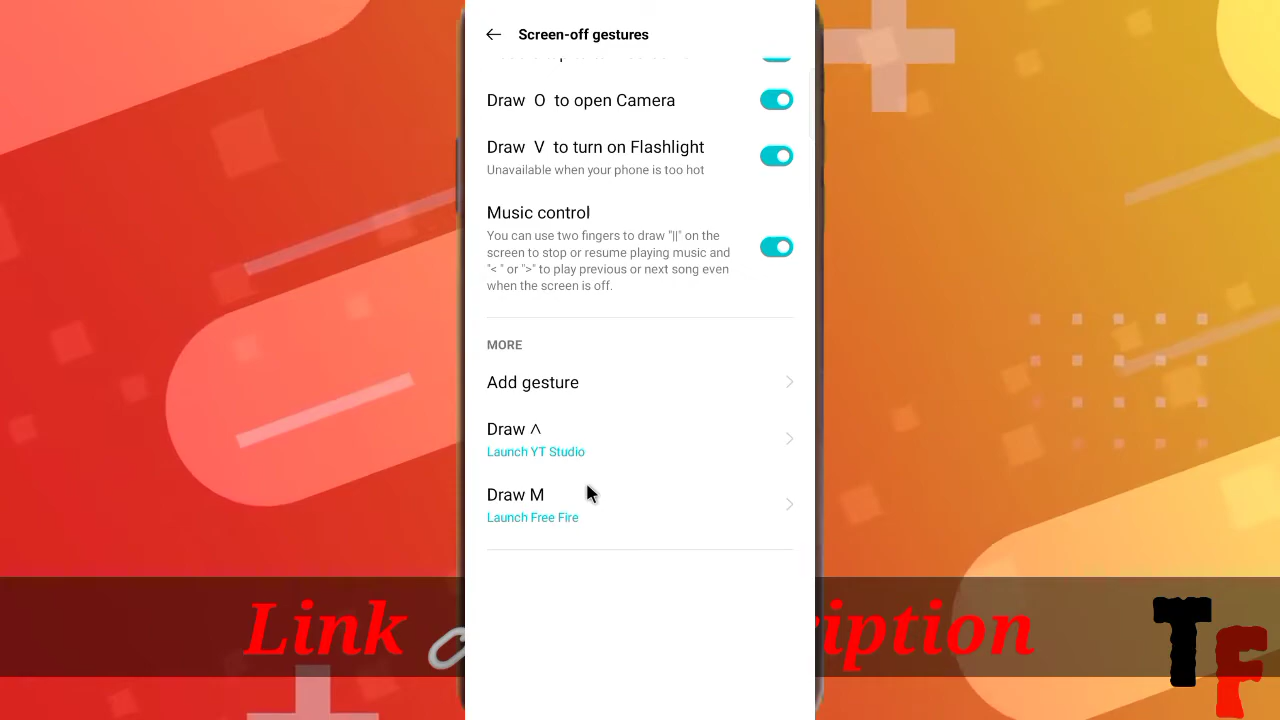 Screen-off gestures
Draw O to open Camera
Draw V to turn on Flashlight
Unavailable when your phone is too hot
Music control
You can use two fingers to draw "||" on the
screen to stop or resume playing music and
"< " or ">" to play previous or next song even
when the screen is off.
MORE
Add gesture
Draw ^
Launch YT Studio
Draw M
Launch Free Fire
Link
ription
TF